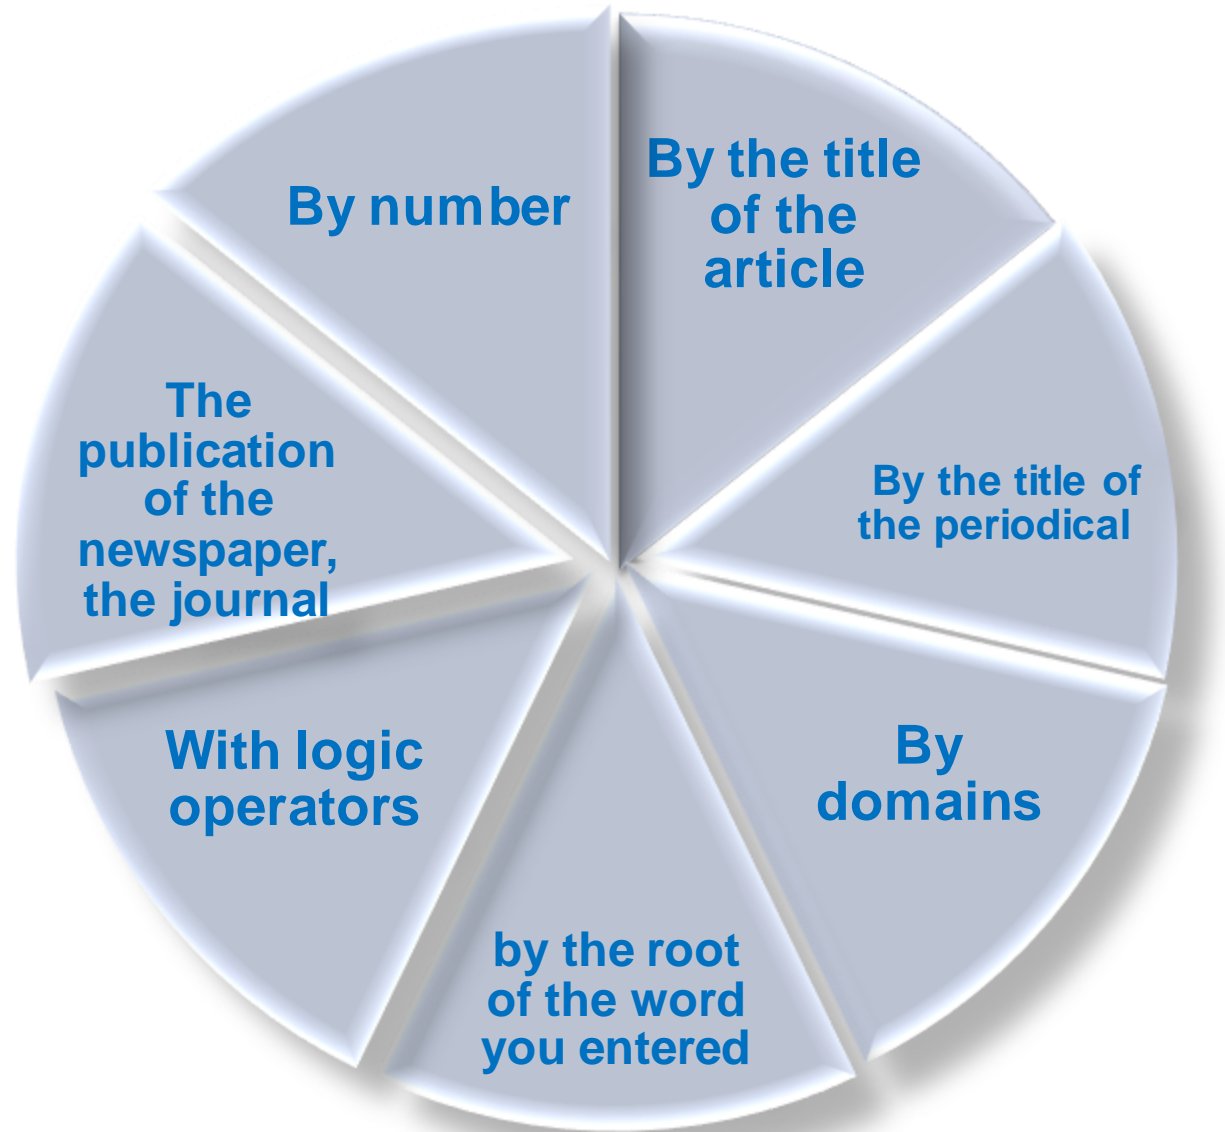 By number
By the title
of the
article
The
publication
of the
newspaper,
the journal
By the title of
the periodical
With logic
operators
By
domains
by the root
of the word
you entered